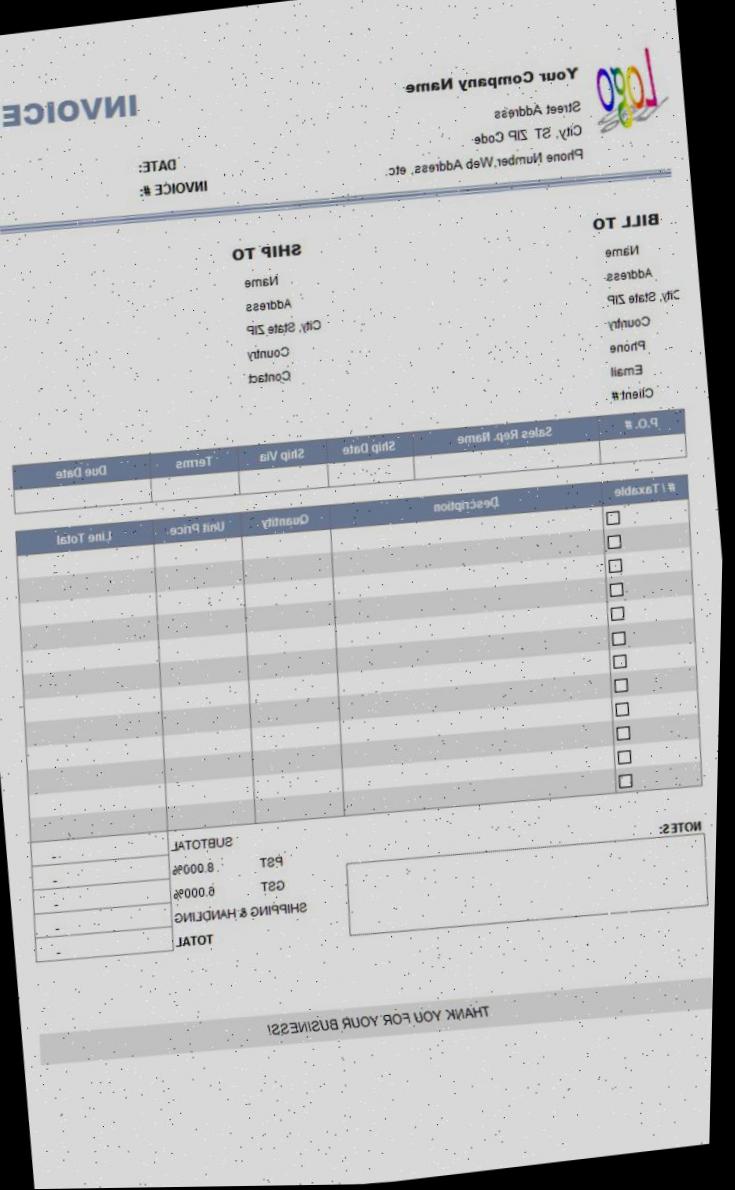 Logo
Your Company Name
INVOICE
Street Address
City, ST ZIP Code
Phone Number,Web Address, etc.
DATE:
INVOICE #:
BILL TO
SHIP TO
Name
Name
Address
Address
City, State ZIP
City, State ZIP
Country
Country
Phone
Contact
Email
Client #
P.O. # Sales Rep. Name Ship Date Ship Via Terms Due Date
# / Taxable Description Quantity Unit Price Line Total
NOTES:
SUBTOTAL -
PST 8.000% -
GST 6.000% -
SHIPPING & HANDLING -
TOTAL -
THANK YOU FOR YOUR BUSINESS!